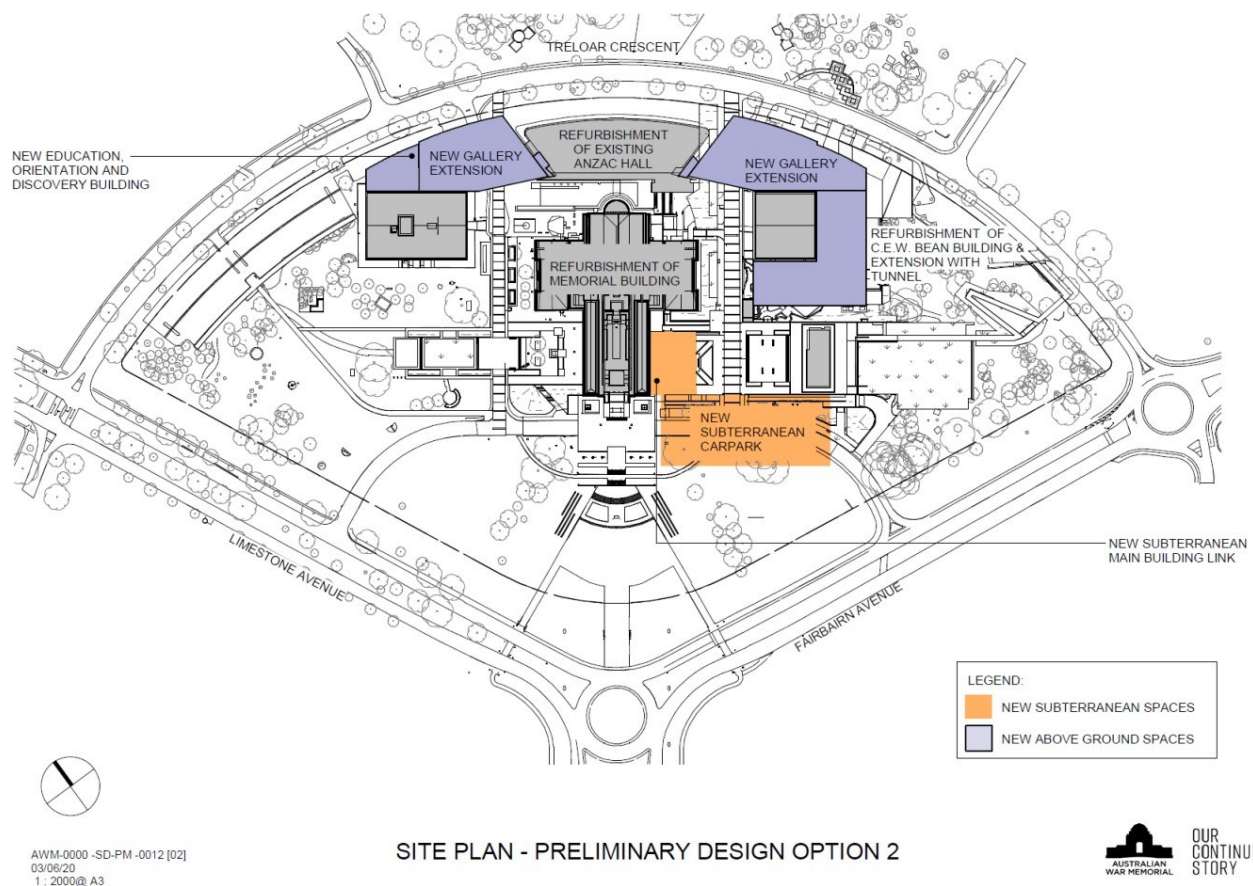 TRELOAR CRESCENT
NEW EDUCATION,
ORIENTATION AND
DISCOVERY BUILDING
NEW GALLERY
EXTENSION
REFURBISHMENT
OF EXISTING
ANZAC HALL
NEW GALLERY
EXTENSION
REFURBISHMENT OF
C.E.W. BEAN BUILDING &
EXTENSION WITH
TUNNEL
REFURBISHMENT OF
MEMORIAL BUILDING
NEW
SUBTERRANEAN
CARPARK
NEW SUBTERRANEAN
MAIN BUILDING LINK
LIMESTONE AVENUE
FAIRBAIRN AVENUE
LEGEND:
NEW SUBTERRANEAN SPACES
NEW ABOVE GROUND SPACES
AWM-0000 -SD-PM -0012 [02]
03/06/20
1 : 2000@ A3
SITE PLAN - PRELIMINARY DESIGN OPTION 2
AUSTRALIAN
WAR MEMORIAL
OUR
CONTINU
STORY